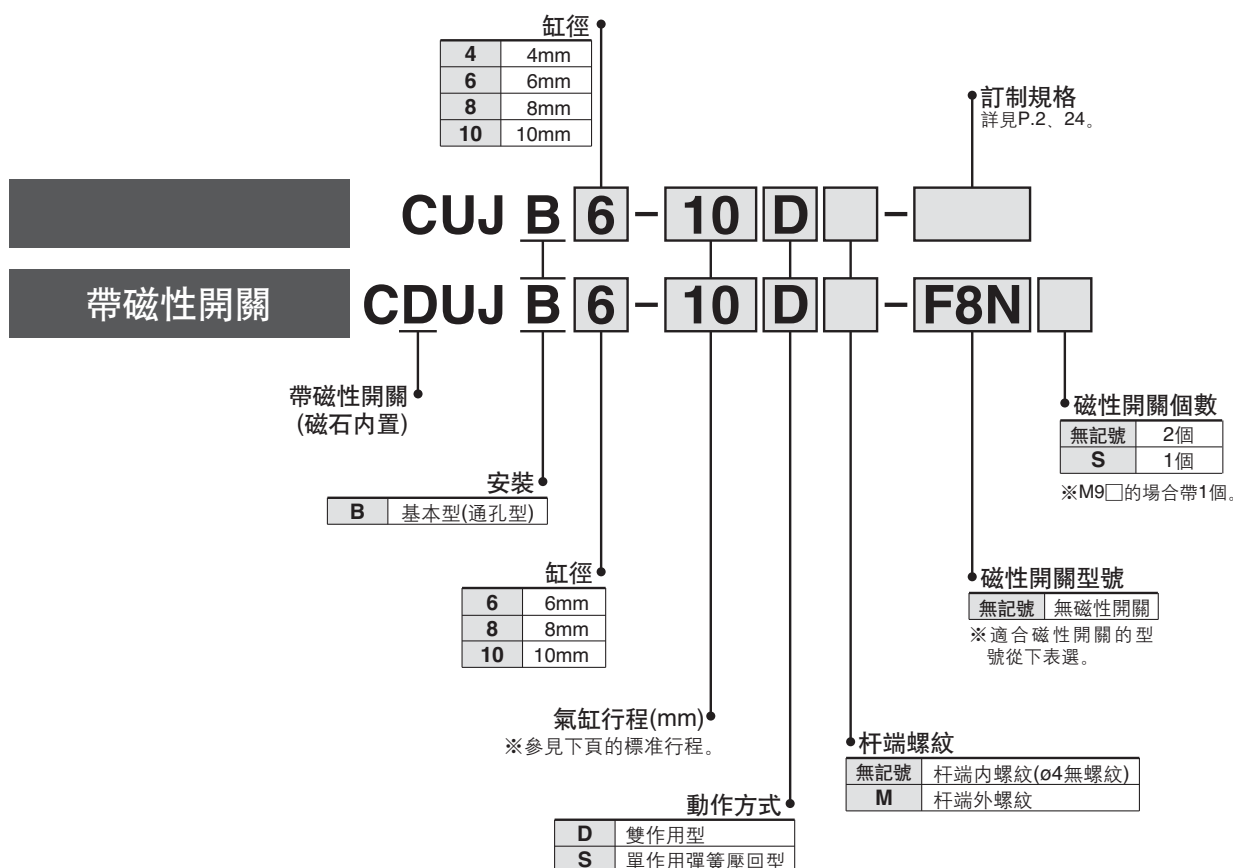 缸徑
4 4mm
6 6mm
8 8mm
10 10mm
訂制規格
詳見P.2、24。
CUJ B 6 - 10 D -
帶磁性開關 CDUJ B 6 - 10 D - F8N
帶磁性開關
(磁石内置)
磁性開關個數
無記號 2個
S 1個
※M9□的場合帶1個。
安裝
B 基本型(通孔型)
缸徑
6 6mm
8 8mm
10 10mm
磁性開關型號
無記號 無磁性開關
※適合磁性開關的型
號從下表選。
氣缸行程(mm)
※參見下頁的標准行程。
杆端螺紋
無記號 杆端内螺紋(ø4無螺紋)
M 杆端外螺紋
動作方式
D 雙作用型
S 單作用彈簧壓回型